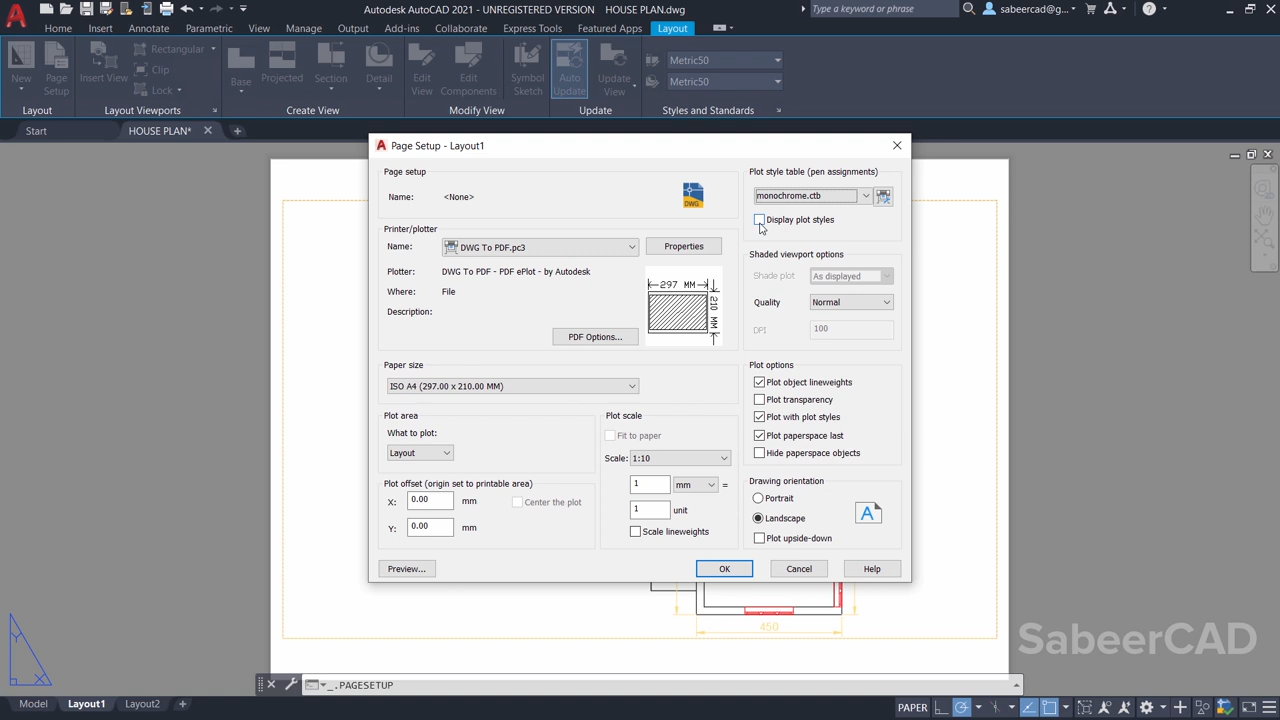 Autodesk AutoCAD 2021 - UNREGISTERED VERSION HOUSE PLAN.dwg
Type a keyword or phrase
sabeercad@g...
Home Insert Annotate Parametric View Manage Output Add-ins Collaborate Express Tools Featured Apps Layout
New
Page Setup
Insert View
Rectangular
Clip
Lock
Base
Projected
Section
Detail
Edit View
Edit Components
Symbol Sketch
Auto Update
Update View
Metric50
Metric50
Layout
Layout Viewports
Create View
Modify View
Update
Styles and Standards
Start
HOUSE PLAN*
A Page Setup - Layout1
Page setup
Name: <None>
DWG
Printer/plotter
Name: DWG To PDF.pc3
Properties
Plotter: DWG To PDF - PDF ePlot - by Autodesk
Where: File
Description:
297 MM
210 MM
PDF Options...
Paper size
ISO A4 (297.00 x 210.00 MM)
Plot area
What to plot:
Layout
Plot offset (origin set to printable area)
X: 0.00 mm
Center the plot
Y: 0.00 mm
Plot scale
Fit to paper
Scale: 1:10
1 mm =
1 unit
Scale lineweights
Plot style table (pen assignments)
monochrome.ctb
Display plot styles
Shaded viewport options
Shade plot As displayed
Quality Normal
DPI 100
Plot options
Plot object lineweights
Plot transparency
Plot with plot styles
Plot paperspace last
Hide paperspace objects
Drawing orientation
Portrait
Landscape
A
Plot upside-down
Preview...
OK
Cancel
Help
450
SabeerCAD
Y
X
_.PAGESETUP
Model Layout1 Layout2
PAPER